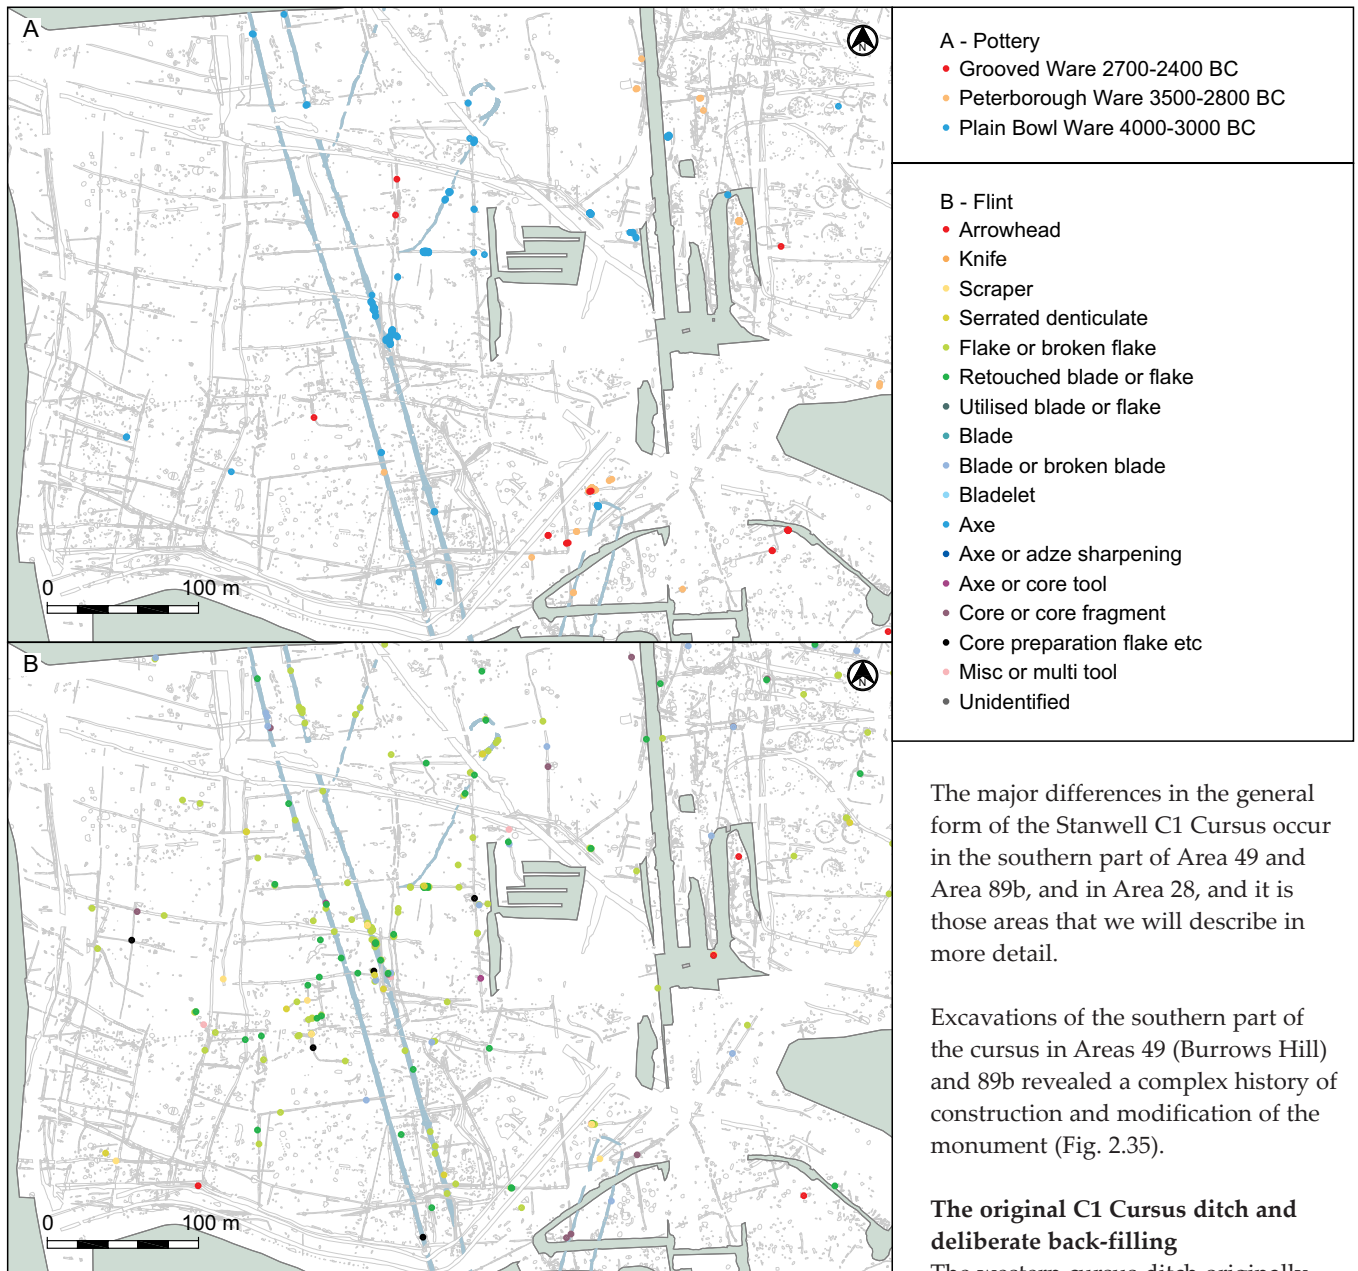 A
N
0
100 m
B
N
0
100 m
A - Pottery
Grooved Ware 2700-2400 BC
Peterborough Ware 3500-2800 BC
Plain Bowl Ware 4000-3000 BC
B - Flint
Arrowhead
Knife
Scraper
Serrated denticulate
Flake or broken flake
Retouched blade or flake
Utilised blade or flake
Blade
Blade or broken blade
Bladelet
Axe
Axe or adze sharpening
Axe or core tool
Core or core fragment
Core preparation flake etc
Misc or multi tool
Unidentified
The major differences in the general
form of the Stanwell C1 Cursus occur
in the southern part of Area 49 and
Area 89b, and in Area 28, and it is
those areas that we will describe in
more detail.
Excavations of the southern part of
the cursus in Areas 49 (Burrows Hill)
and 89b revealed a complex history of
construction and modification of the
monument (Fig. 2.35).
The original C1 Cursus ditch and
deliberate back-filling
The western cursus ditch originally